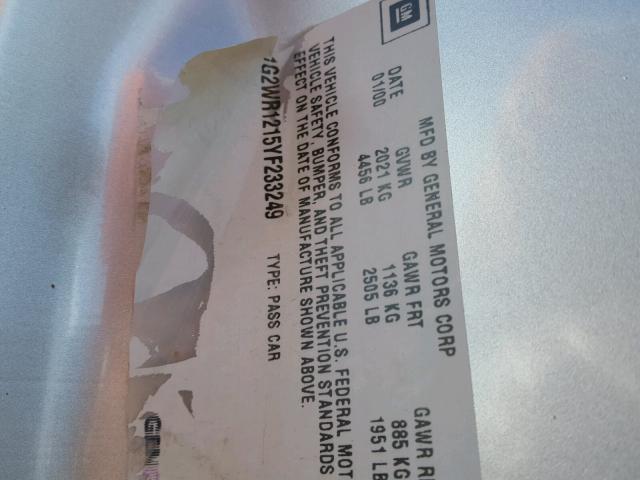 GM
MFD BY GENERAL MOTORS CORP
DATE GVWR GAWR FRT GAWR
01/00 2021 KG 1136 KG 885 KG
4456 LB 2505 LB 1951 LB
THIS VEHICLE CONFORMS TO ALL APPLICABLE U.S. FEDERAL MOT
VEHICLE SAFETY, BUMPER, AND THEFT PREVENTION STANDARDS
EFFECT ON THE DATE OF MANUFACTURE SHOWN ABOVE.
1G2WR1215YF233249 TYPE: PASS CAR